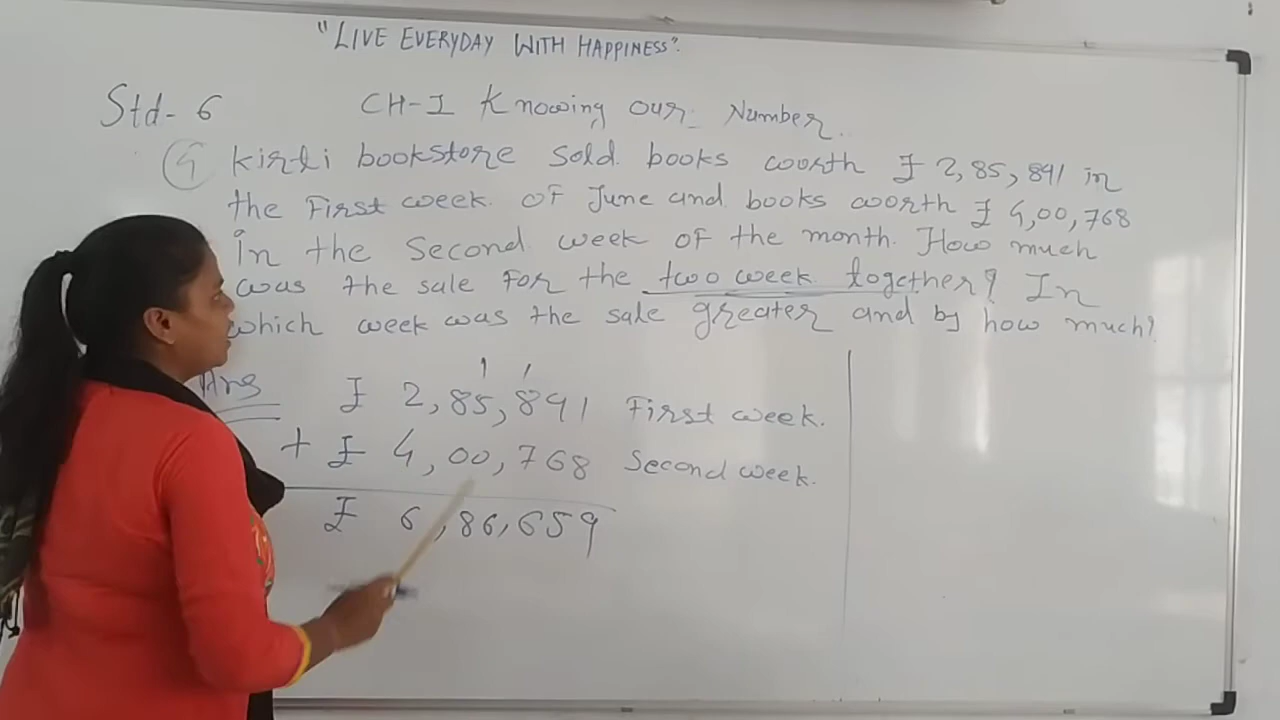 "LIVE EVERYDAY WITH HAPPINESS".
Std- 6 CH-I Knowing our Number.
4 kirti bookstore sold books worth ₹ 2,85,891 in
the First week of June and books worth ₹ 4,00,768
in the Second week of the month. How much
was the sale for the two week together? In
which week was the sale greater and by how much?
Ans ₹ 2,85,891 First week.
+ ₹ 4,00,768 Second week.
₹ 6,86,659